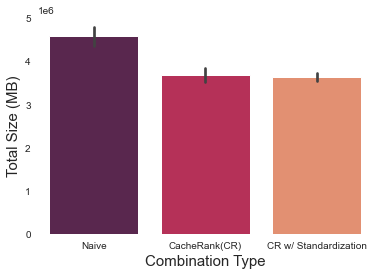 1e6
5
4
3
2
1
0
Total Size (MB)
Naive
CacheRank(CR)
CR w/ Standardization
Combination Type